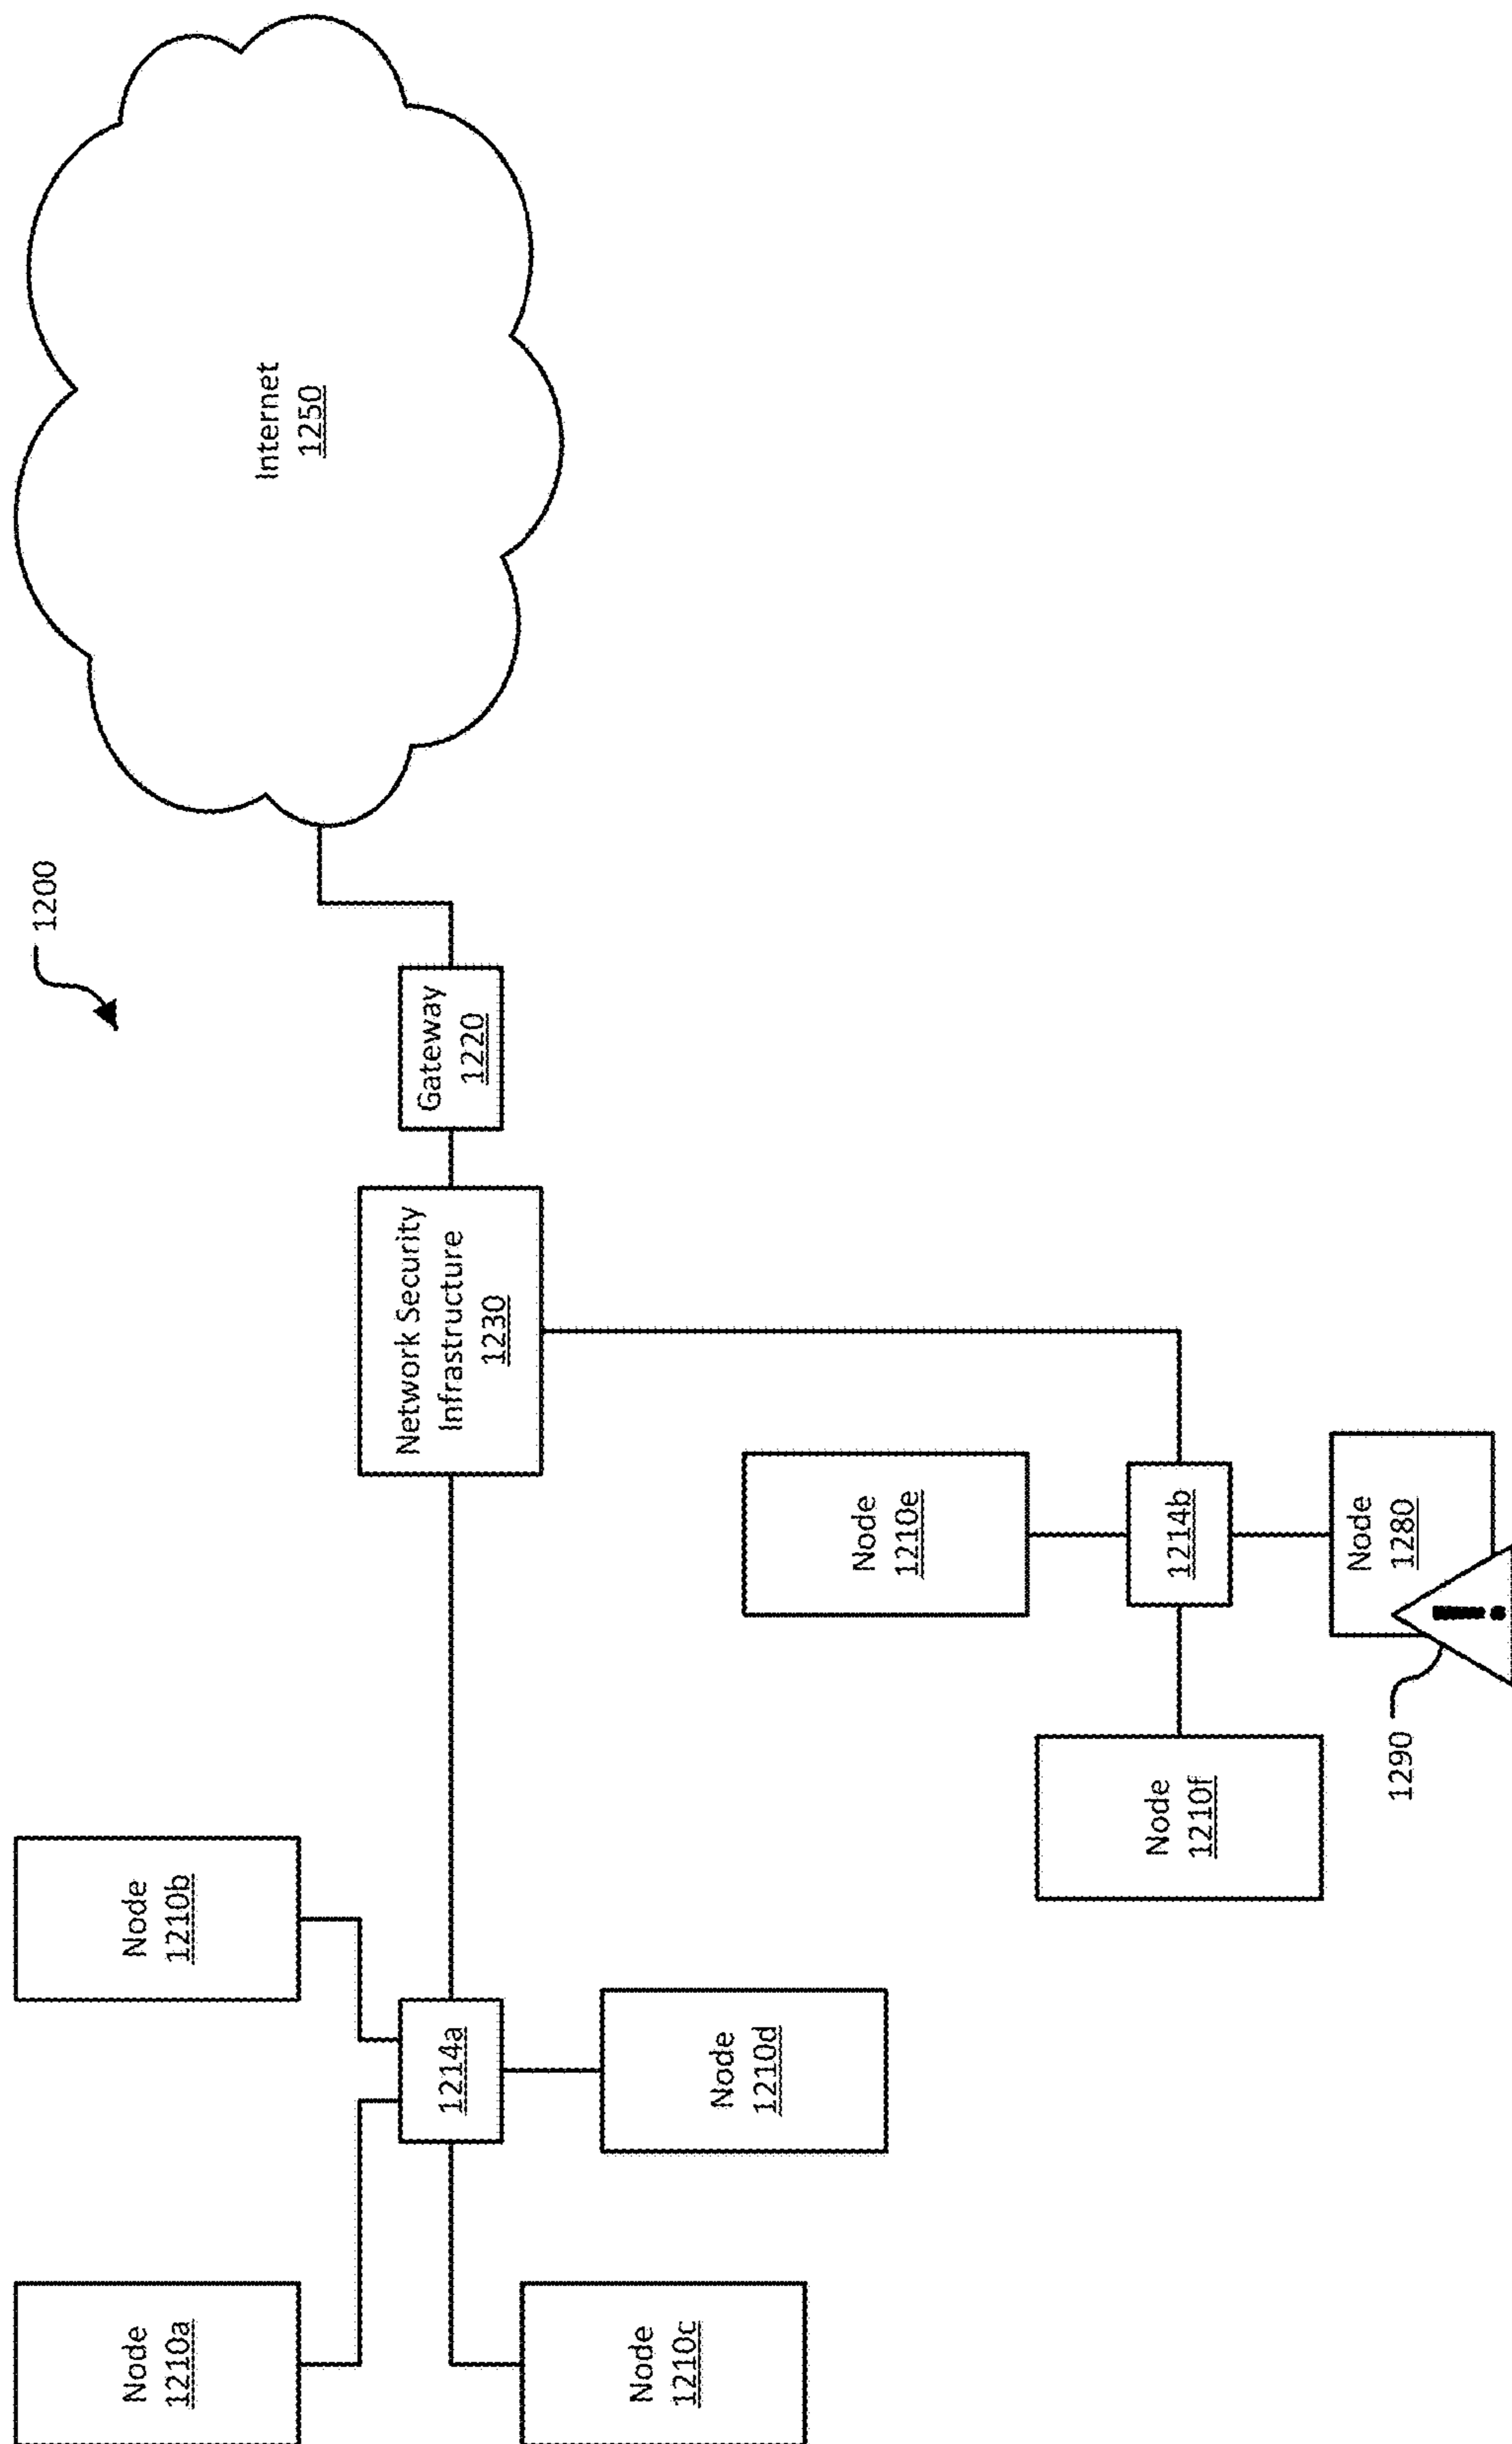 1200
Internet
1250
Node
1210a
Node
1210b
1214a
Network Security
Infrastructure
1230
Gateway
1220
Node
1210c
Node
1210d
Node
1210e
Node
1210f
1214b
1290
Node
1280
!